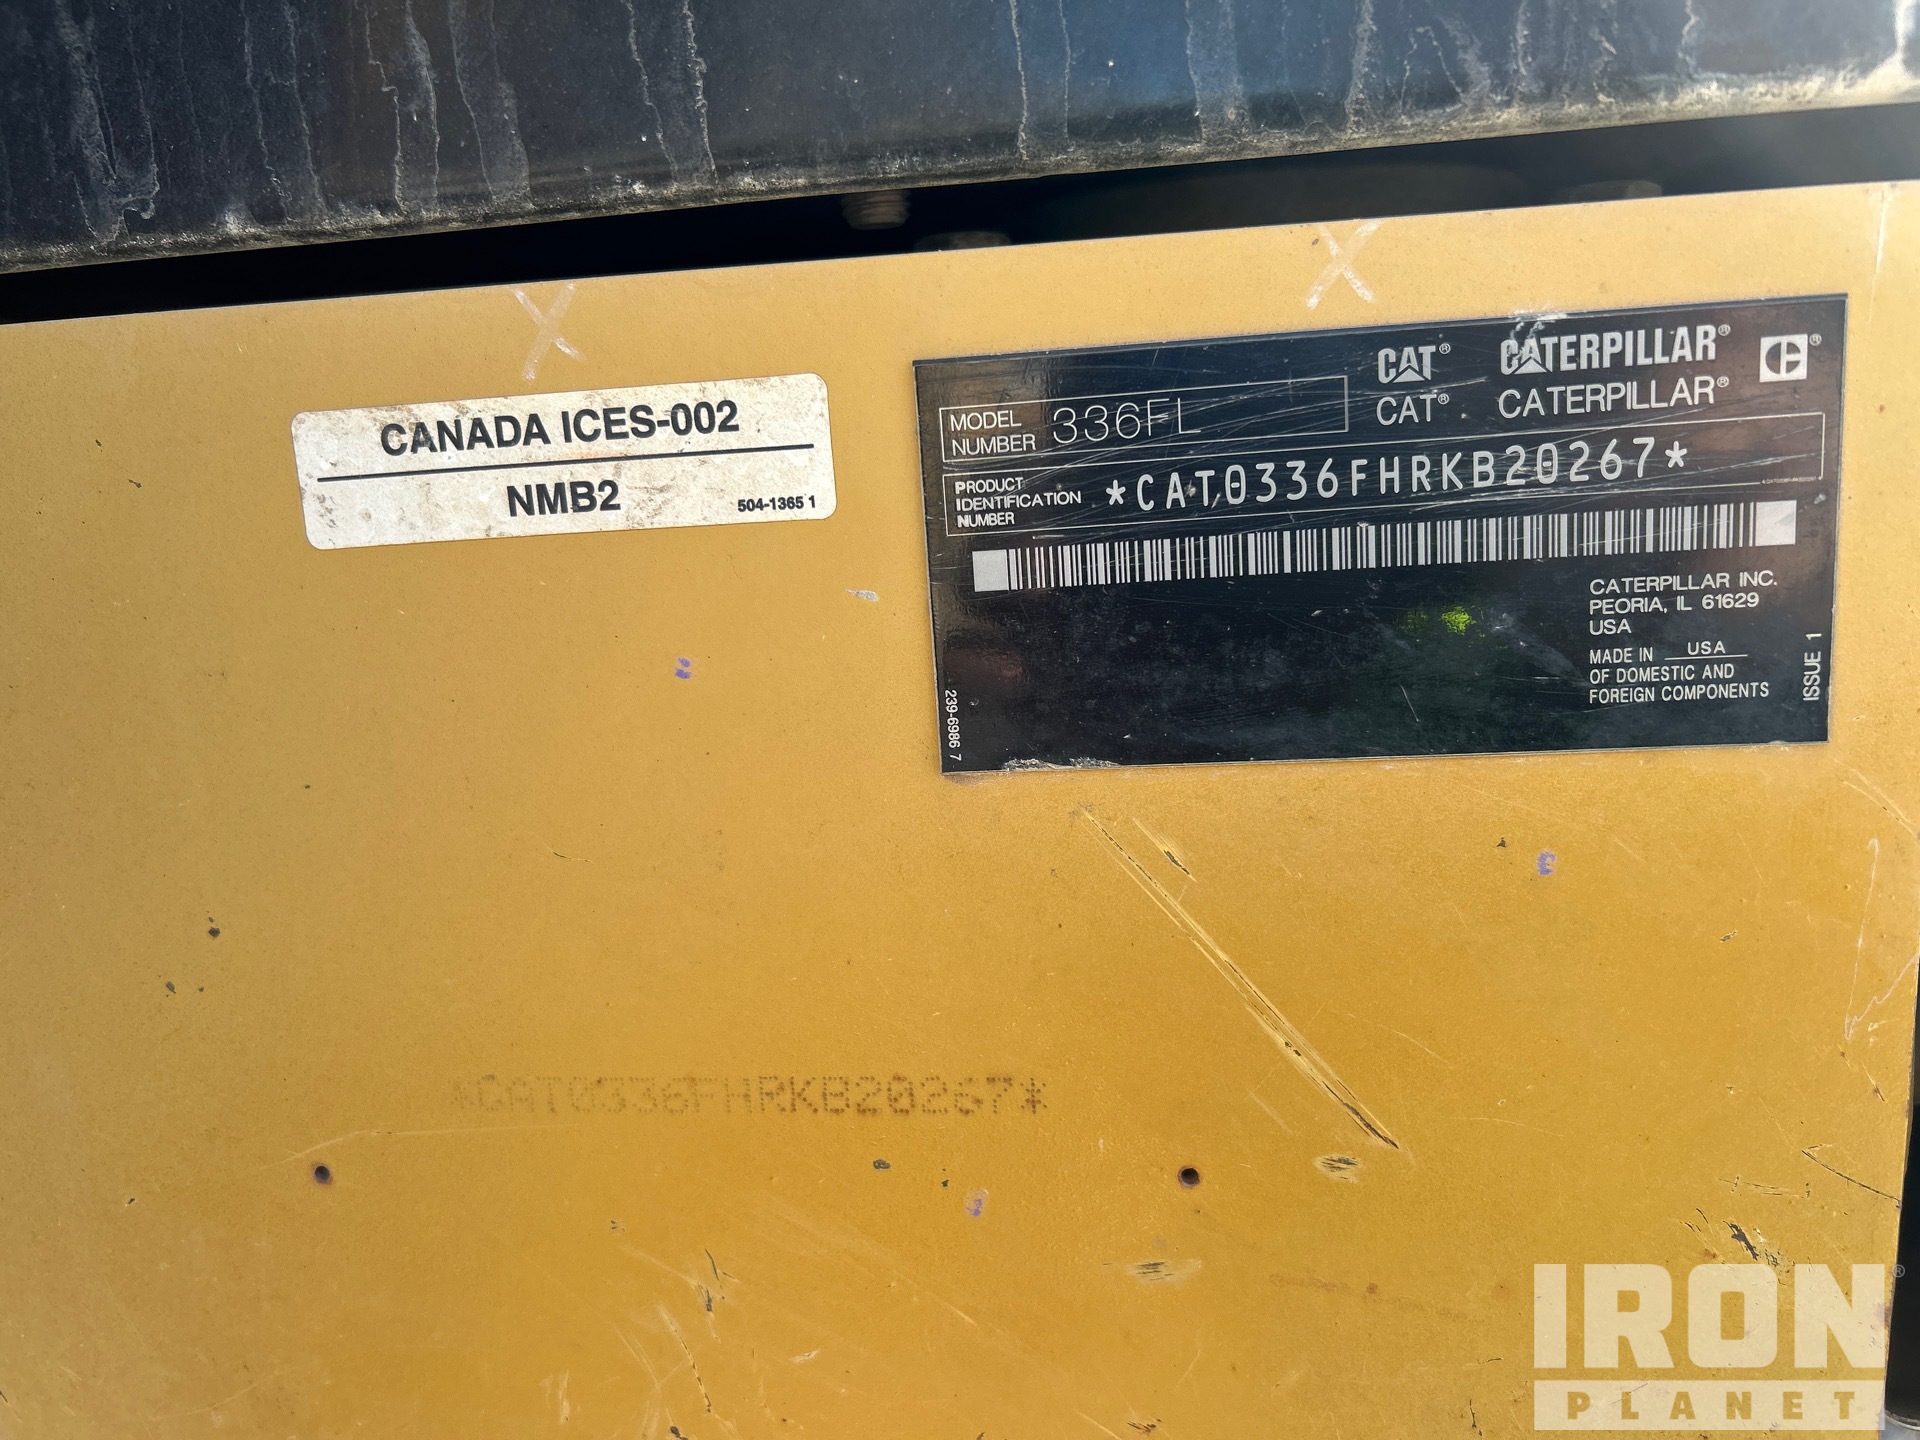 CANADA ICES-002
NMB2
504-1365 1
CAT® CATERPILLAR®
CAT® CATERPILLAR®
MODEL NUMBER 336FL
PRODUCT IDENTIFICATION NUMBER *CAT0336FHRKB20267*
CATERPILLAR INC.
PEORIA, IL 61629
USA
MADE IN USA
OF DOMESTIC AND
FOREIGN COMPONENTS
ISSUE 1
239-6986 7
*CAT0336FHRKB20267*
IRON®
PLANET